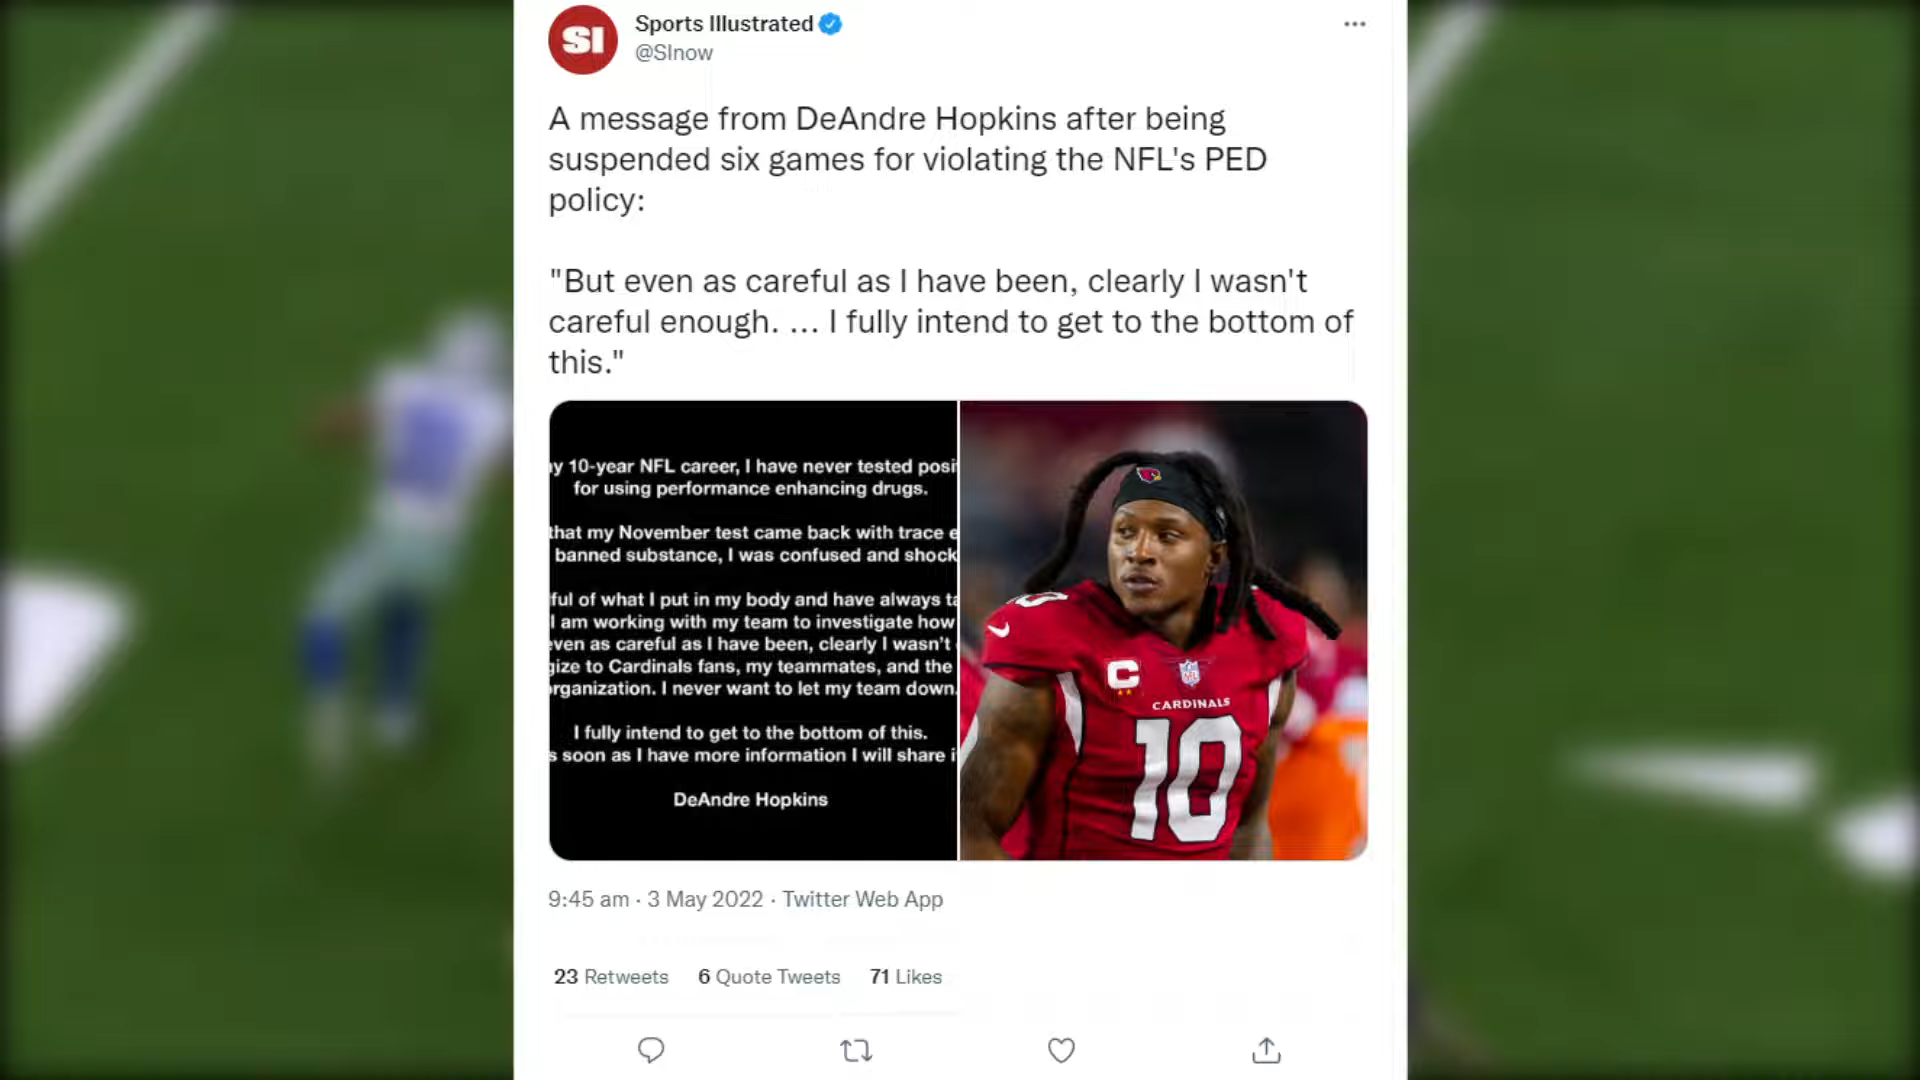 SI
Sports Illustrated
@SInow
A message from DeAndre Hopkins after being
suspended six games for violating the NFL's PED
policy:
"But even as careful as I have been, clearly I wasn't
careful enough. ... I fully intend to get to the bottom of
this."
10-year NFL career, I have never tested
for using performance enhancing drugs.
that my November test came back with trace
banned substance, I was confused and
of what I put in my body and have always
I am working with my team to investigate how
even as careful as I have been, clearly I wasn't
to Cardinals fans, my teammates, and the
organization. I never want to let my team down.
I fully intend to get to the bottom of this.
soon as I have more information I will share
DeAndre Hopkins
10
C
NFL
CARDINALS
10
9:45 am · 3 May 2022 · Twitter Web App
23 Retweets 6 Quote Tweets 71 Likes